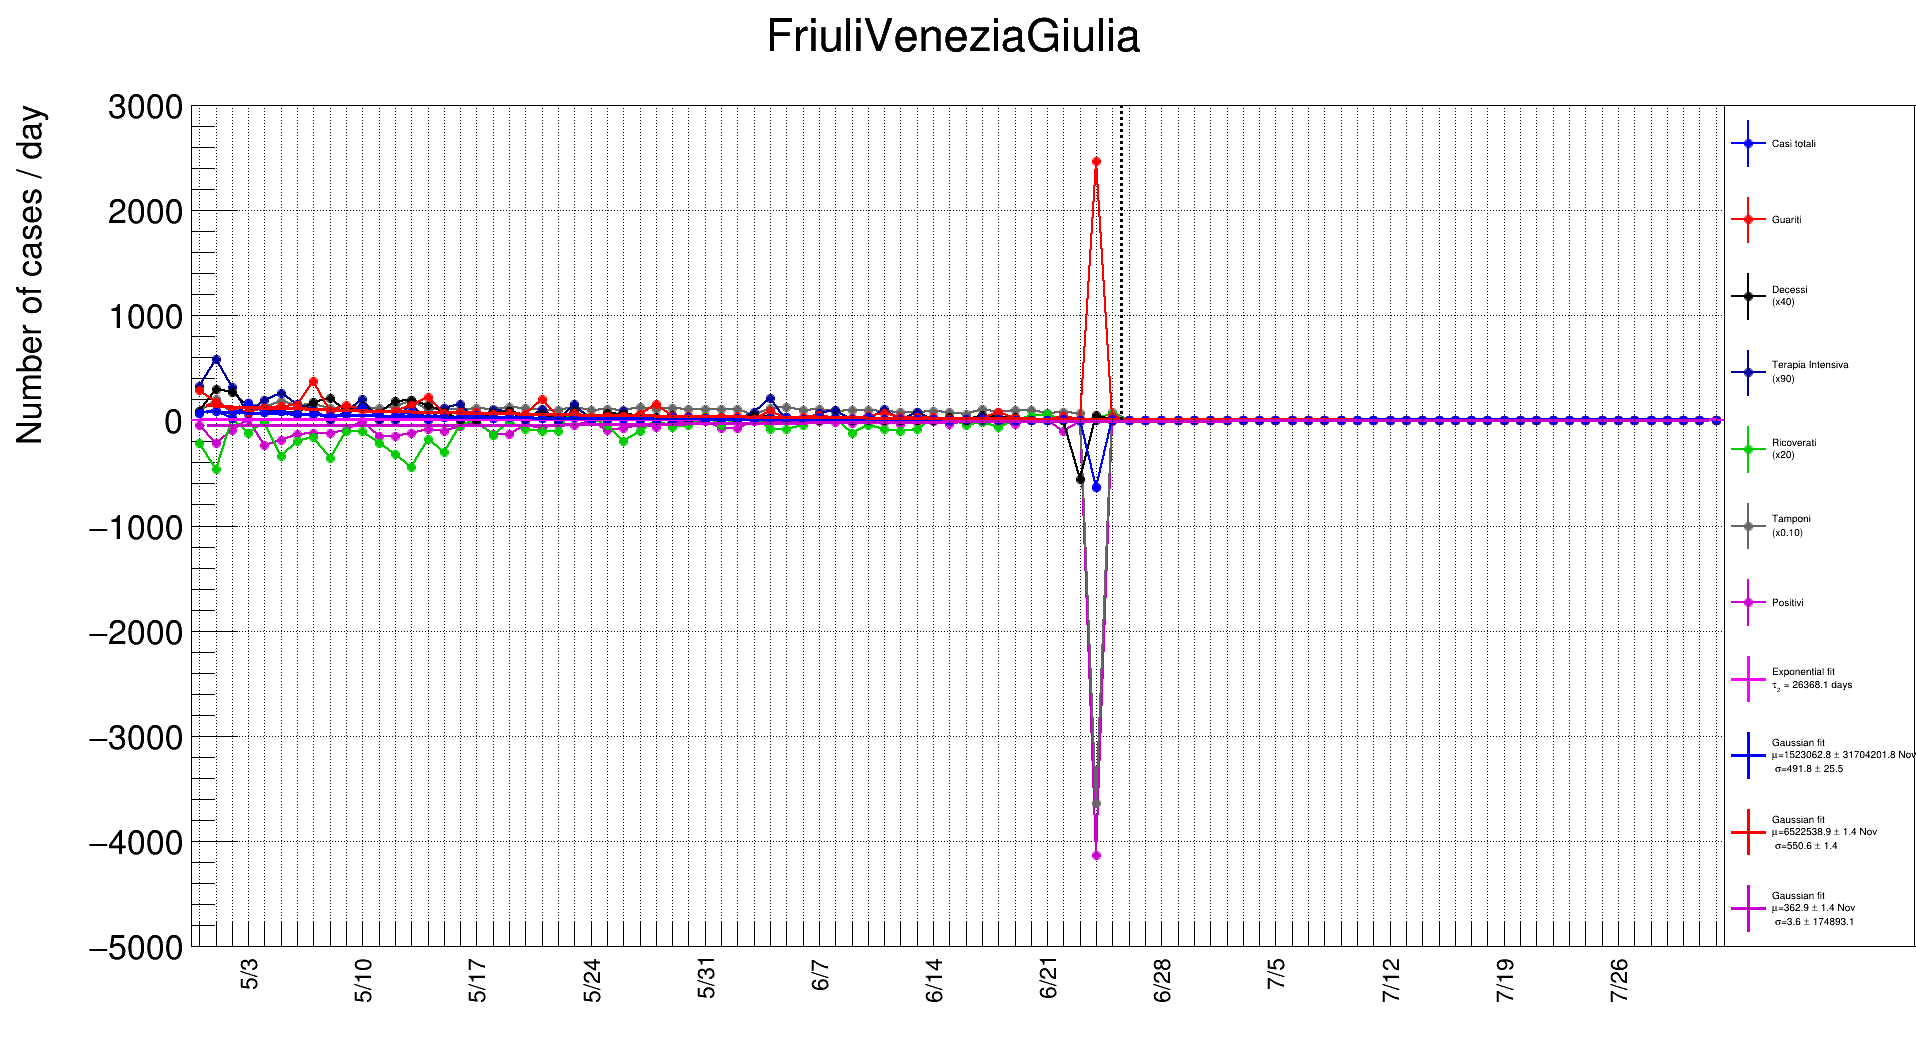 FriuliVeneziaGiulia
Number of cases / day
3000
2000
1000
0
−1000
−2000
−3000
−4000
−5000
5/3
5/10
5/17
5/24
5/31
6/7
6/14
6/21
6/28
7/5
7/12
7/19
7/26
Casi totali
Guariti
Decessi
(x40)
Terapia Intensiva
(x90)
Ricoverati
(x20)
Tamponi
(x0.10)
Positivi
Exponential fit
τ2 = 26368.1 days
Gaussian fit
μ=1523062.8 ± 31704201.8 Nov
σ=491.8 ± 25.5
Gaussian fit
μ=6522538.9 ± 1.4 Nov
σ=550.6 ± 1.4
Gaussian fit
μ=362.9 ± 1.4 Nov
σ=3.6 ± 174893.1